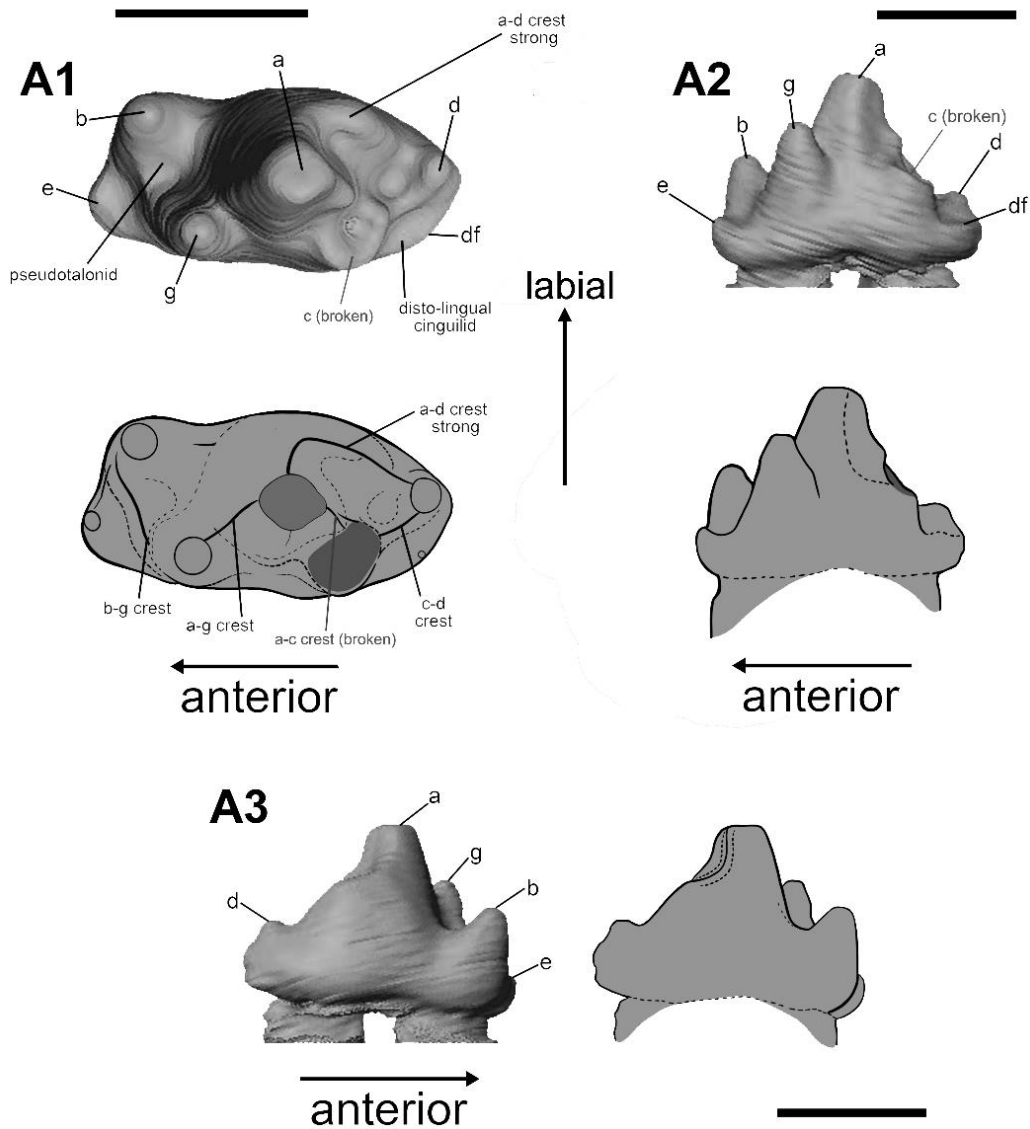 A1
a-d crest
strong
a
b
d
e
df
pseudotalonid
g
c (broken)
disto-lingual
cingulid
A2
a
g
c (broken)
b
d
e
df
labial
a-d crest
strong
b-g crest
a-g crest
a-c crest (broken)
c-d
crest
anterior
anterior
A3
a
g
b
d
e
anterior